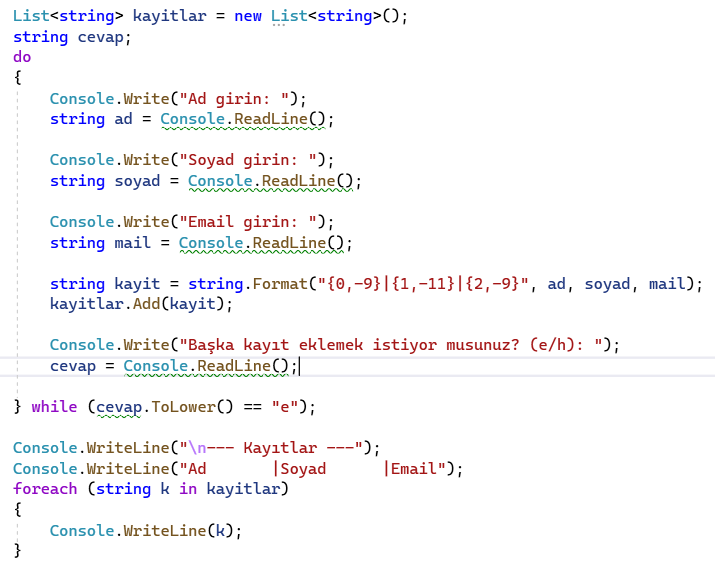 List<string> kayitlar = new List<string>();
string cevap;
do
{
    Console.Write("Ad girin: ");
    string ad = Console.ReadLine();

    Console.Write("Soyad girin: ");
    string soyad = Console.ReadLine();

    Console.Write("Email girin: ");
    string mail = Console.ReadLine();

    string kayit = string.Format("{0,-9}|{1,-11}|{2,-9}", ad, soyad, mail);
    kayitlar.Add(kayit);

    Console.Write("Başka kayıt eklemek istiyor musunuz? (e/h): ");
    cevap = Console.ReadLine();

} while (cevap.ToLower() == "e");

Console.WriteLine("\n--- Kayıtlar ---");
Console.WriteLine("Ad       |Soyad      |Email");
foreach (string k in kayitlar)
{
    Console.WriteLine(k);
}